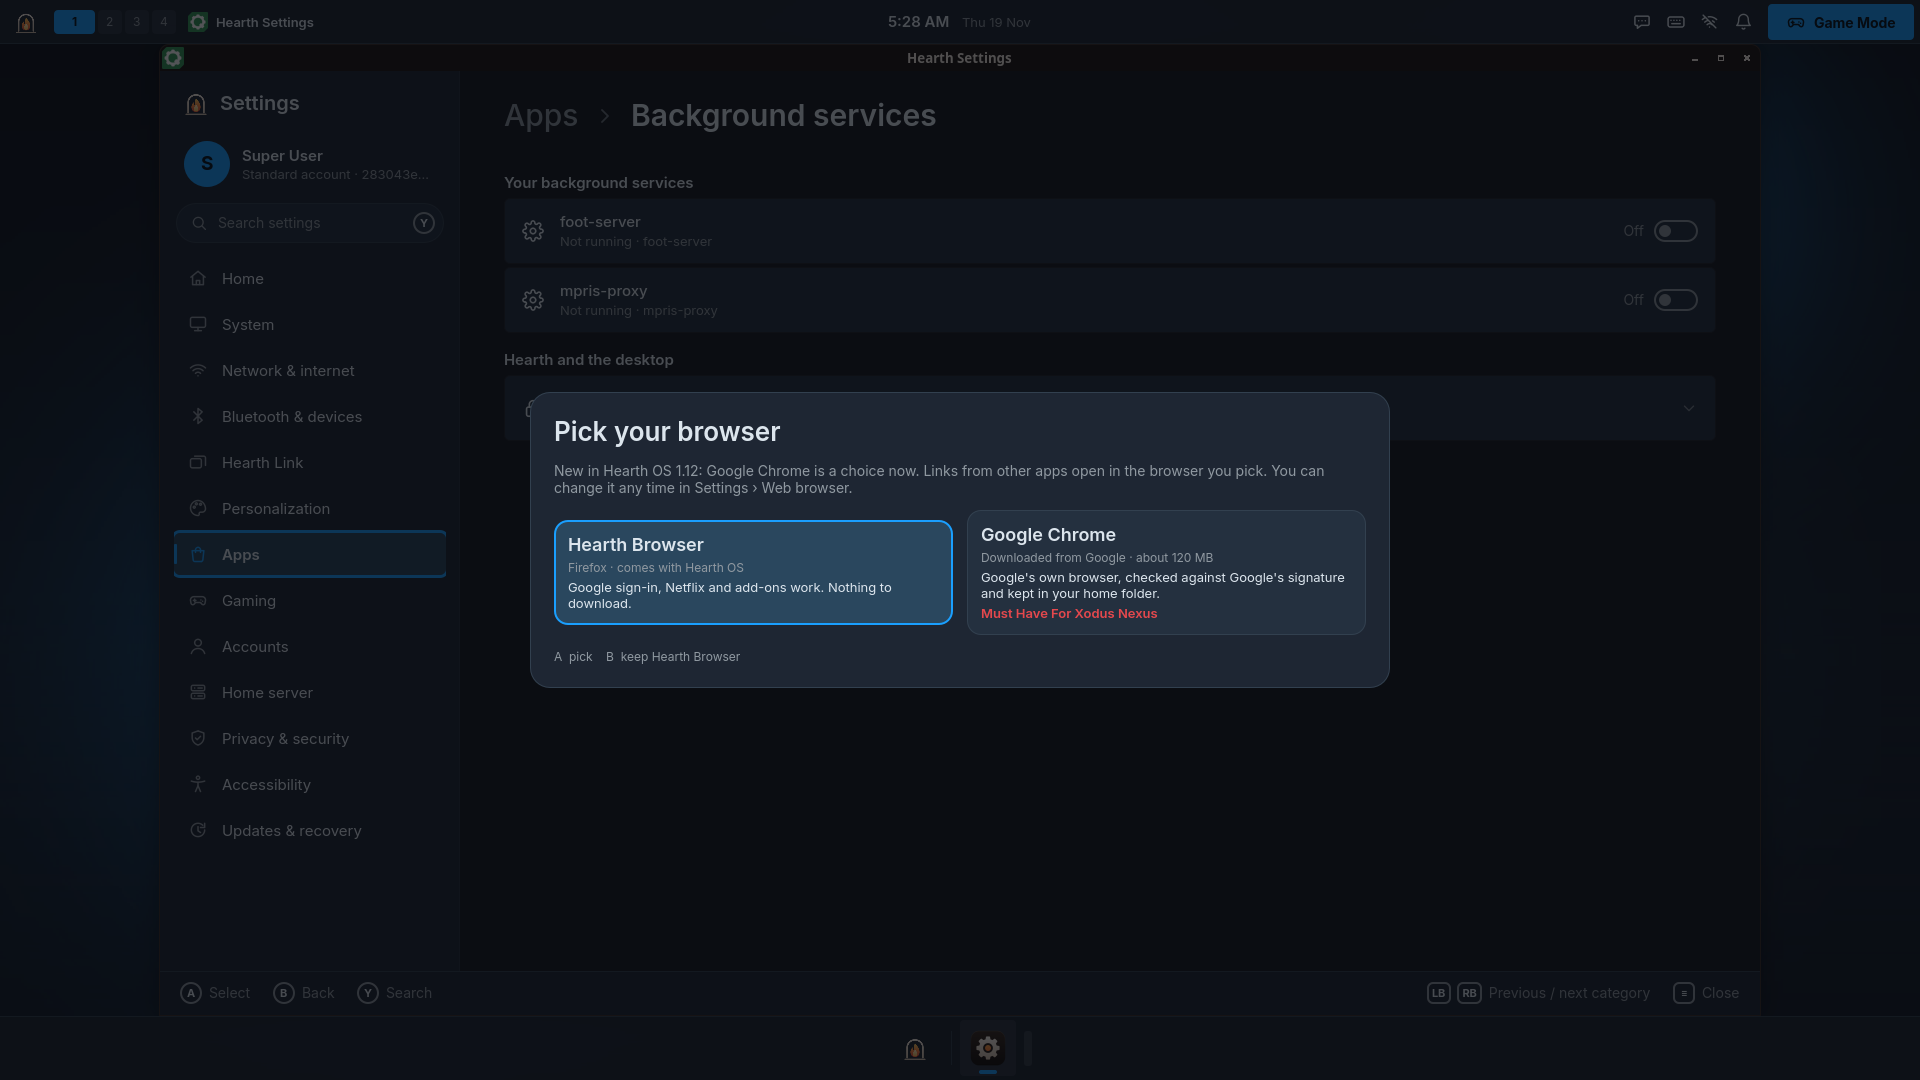 1 2 3 4 Hearth Settings 5:28 AM Thu 19 Nov Game Mode
Hearth Settings
Settings
S Super User
Standard account · 283043e...
Search settings Y
Home
System
Network & internet
Bluetooth & devices
Hearth Link
Personalization
Apps
Gaming
Accounts
Home server
Privacy & security
Accessibility
Updates & recovery
Apps > Background services
Your background services
foot-server
Not running · foot-server
Off
mpris-proxy
Not running · mpris-proxy
Off
Hearth and the desktop
Pick your browser
New in Hearth OS 1.12: Google Chrome is a choice now. Links from other apps open in the browser you pick. You can
change it any time in Settings › Web browser.
Hearth Browser
Firefox · comes with Hearth OS
Google sign-in, Netflix and add-ons work. Nothing to
download.
Google Chrome
Downloaded from Google · about 120 MB
Google's own browser, checked against Google's signature
and kept in your home folder.
Must Have For Xodus Nexus
A pick B keep Hearth Browser
A Select B Back Y Search LB RB Previous / next category ≡ Close